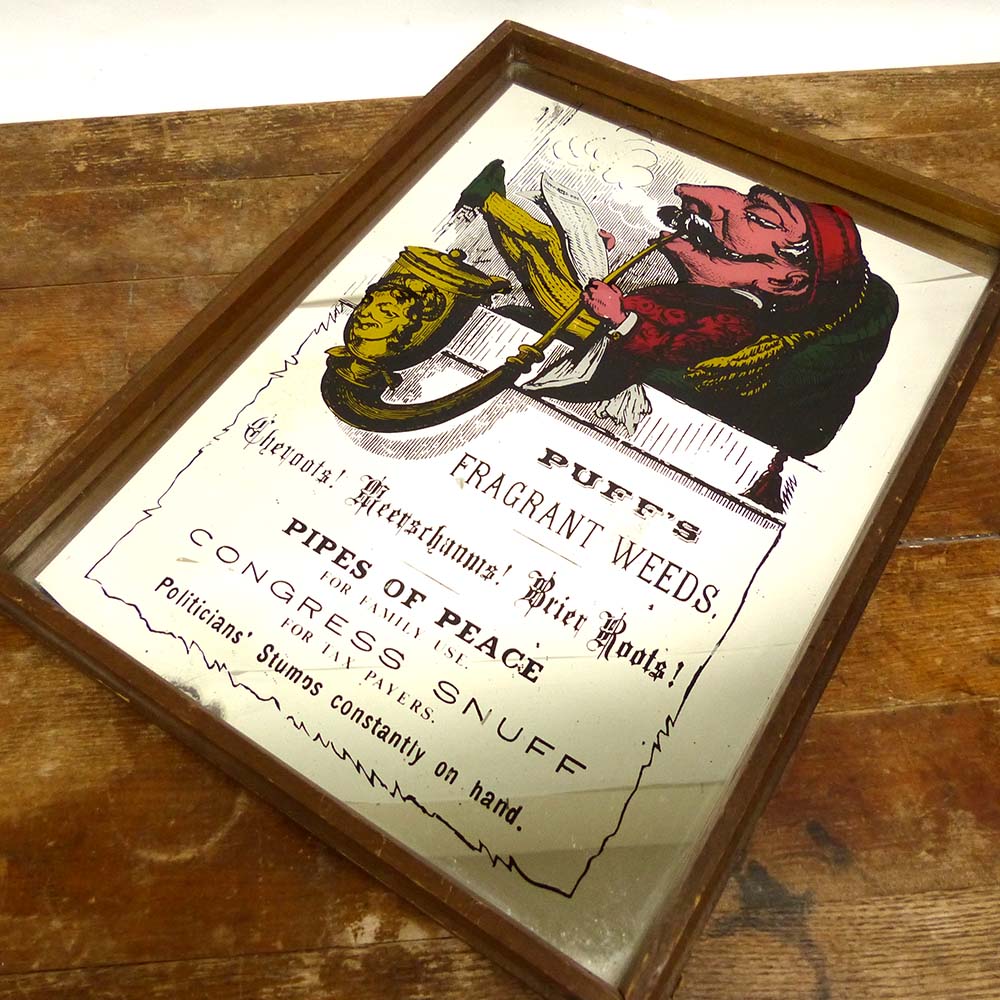 PUFF'S
FRAGRANT WEEDS.
Cheroots! Meerschaums! Brier Roots!
PIPES OF PEACE
FOR FAMILY USE.
CONGRESS SNUFF
FOR TAX PAYERS.
Politicians' Stumps constantly on hand.